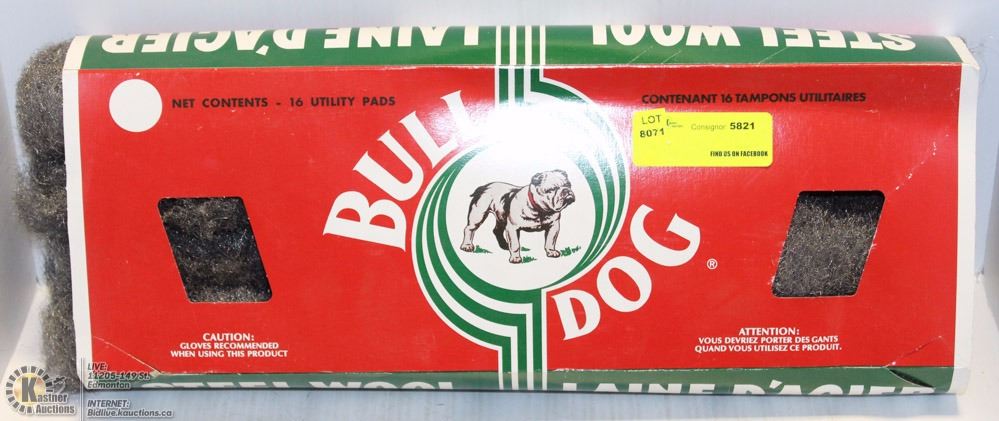 STEEL WOOL
LAINE D'ACIER
NET CONTENTS - 16 UTILITY PADS
CONTENANT 16 TAMPONS UTILITAIRES
LOT
8071
Consignor 5821
FIND US ON FACEBOOK
BULL
DOG
®
CAUTION:
GLOVES RECOMMENDED
WHEN USING THIS PRODUCT
ATTENTION:
VOUS DEVRIEZ PORTER DES GANTS
QUAND VOUS UTILISEZ CE PRODUIT.
STEEL WOOL
LAINE D'ACIER
Kastner
Auctions
LIVE:
11205-149 St.
Edmonton
INTERNET:
Bidlive.kauctions.ca